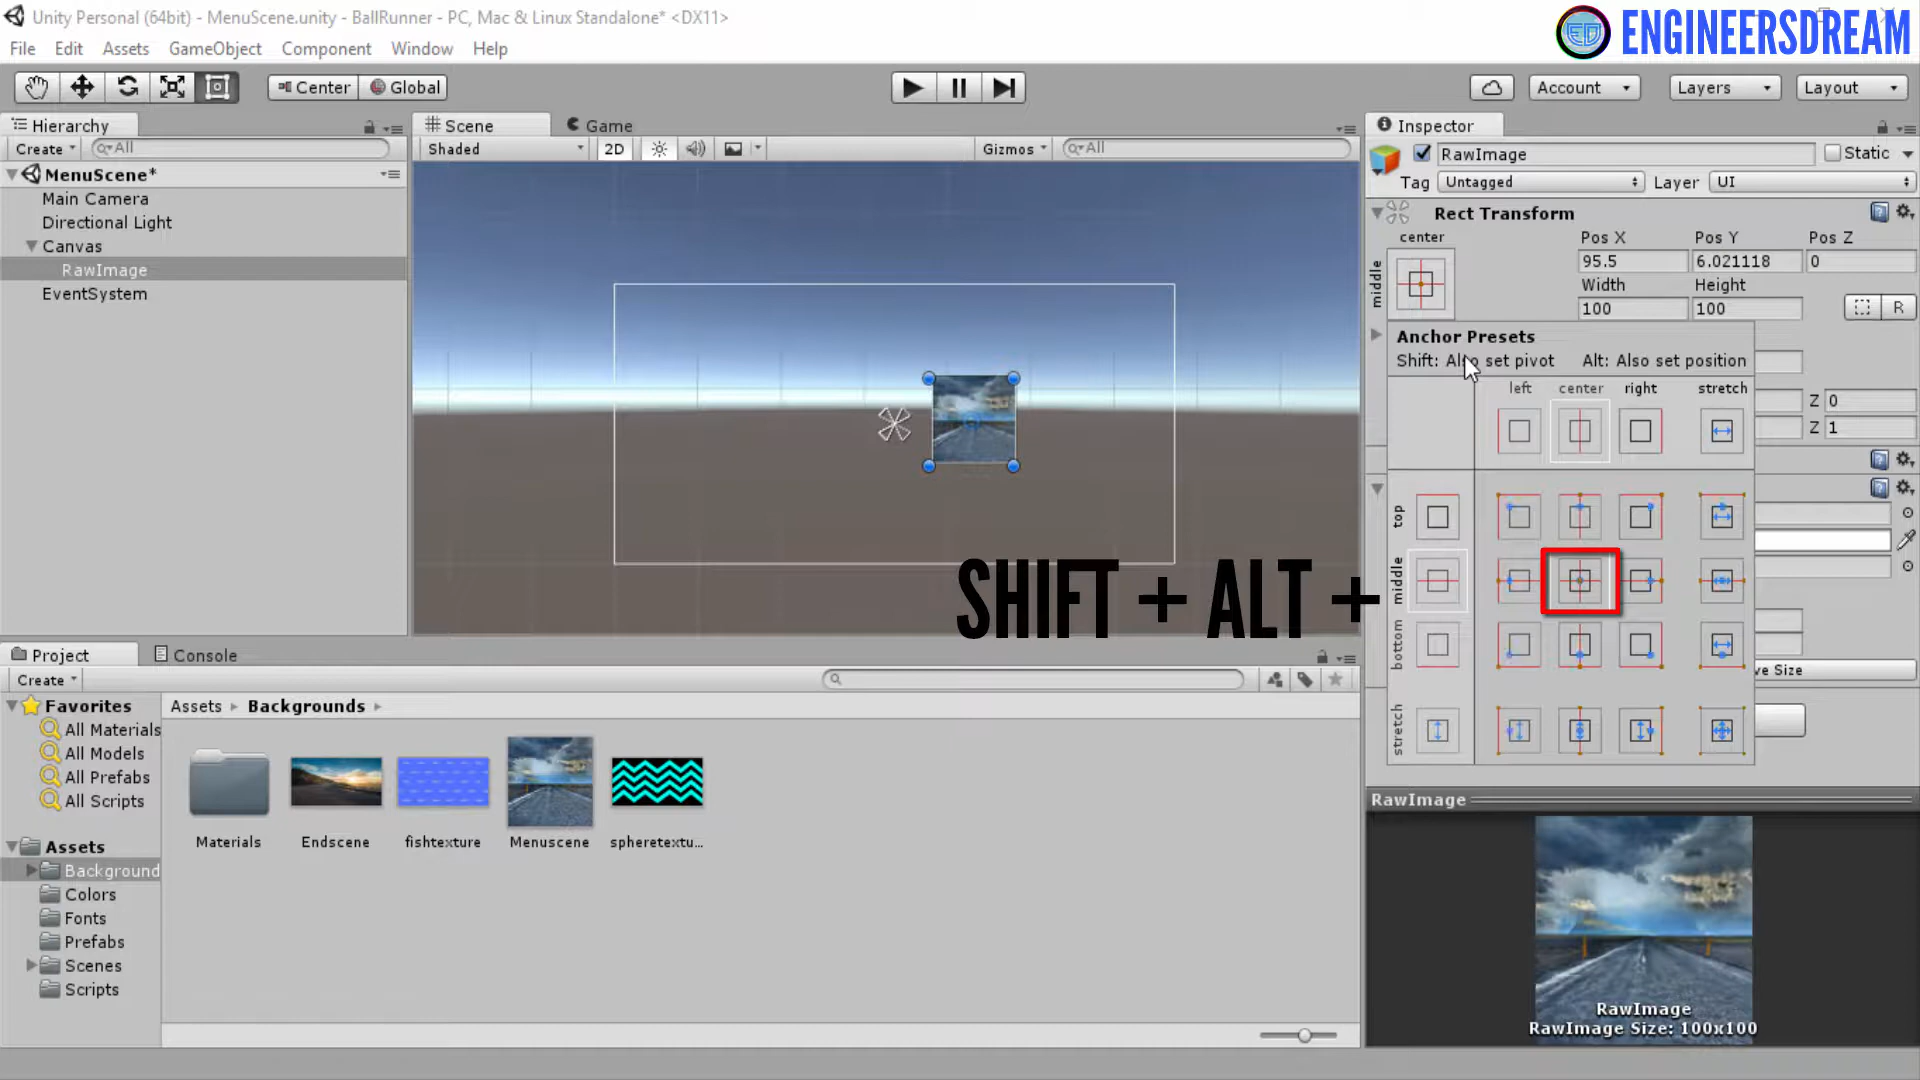 Unity Personal (64bit) - MenuScene.unity - BallRunner - PC, Mac & Linux Standalone* <DX11>
ENGINEERSDREAM
File Edit Assets GameObject Component Window Help
Center Global
Account Layers Layout
Hierarchy
Create All
MenuScene*
Main Camera
Directional Light
Canvas
RawImage
EventSystem
Scene Game
Shaded 2D Gizmos All
SHIFT + ALT +
Inspector
RawImage Static
Tag Untagged Layer UI
Rect Transform
center
middle
Pos X Pos Y Pos Z
95.5 6.021118 0
Width Height
100 100 R
Anchor Presets
Shift: Also set pivot Alt: Also set position
left center right stretch
top
middle
bottom
stretch
Z 0
Z 1
ve Size
Project Console
Create
Favorites
All Materials
All Models
All Prefabs
All Scripts
Assets
Background
Colors
Fonts
Prefabs
Scenes
Scripts
Assets Backgrounds
Materials Endscene fishtexture Menuscene spheretextu...
RawImage
RawImage
RawImage Size: 100x100